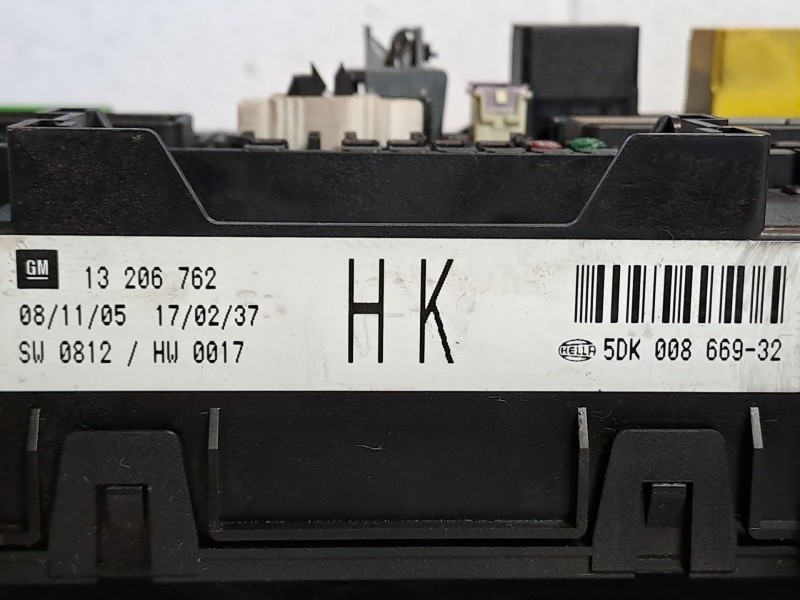 GM 13 206 762
08/11/05 17/02/37
SW 0812 / HW 0017
HK
HELLA 5DK 008 669-32